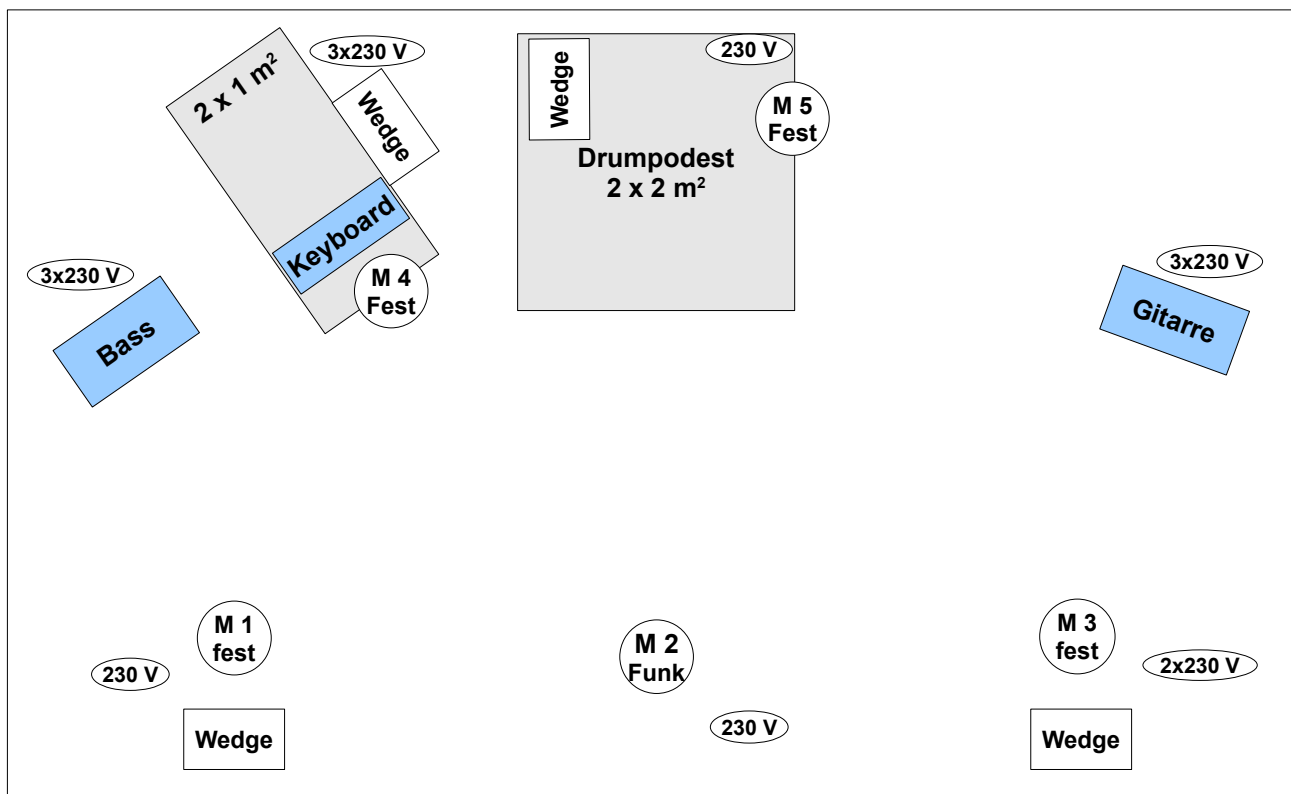 3x230 V
2 x 1 m²
Wedge
Keyboard
M 4
Fest
Wedge
230 V
M 5
Fest
Drumpodest
2 x 2 m²
3x230 V
Bass
3x230 V
Gitarre
M 1
fest
230 V
Wedge
M 2
Funk
230 V
M 3
fest
2x230 V
Wedge